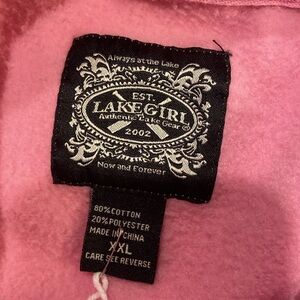 Always at the Lake
EST.
LAKE GIRL
Authentic Lake Gear
2002
Now and Forever
80% COTTON
20% POLYESTER
MADE IN CHINA
XXL
CARE SEE REVERSE